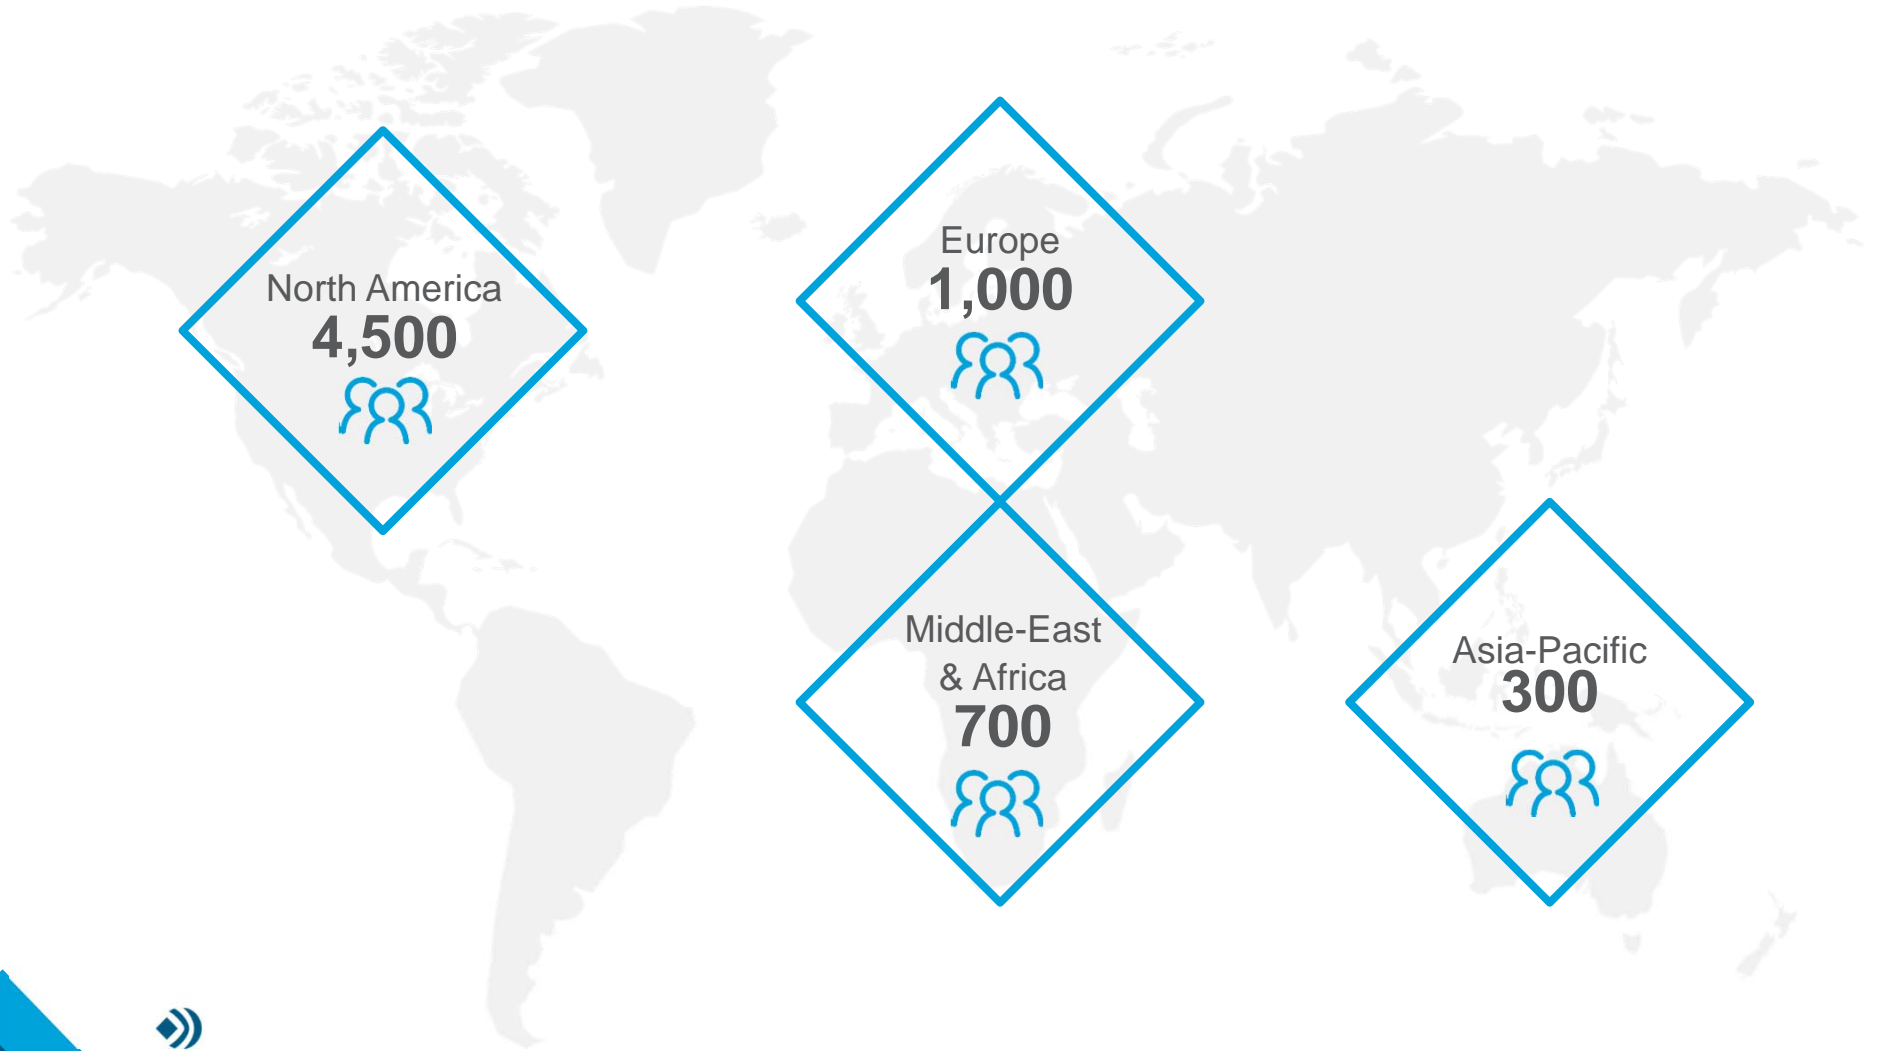 North America
4,500
Europe
1,000
Middle-East
& Africa
700
Asia-Pacific
300